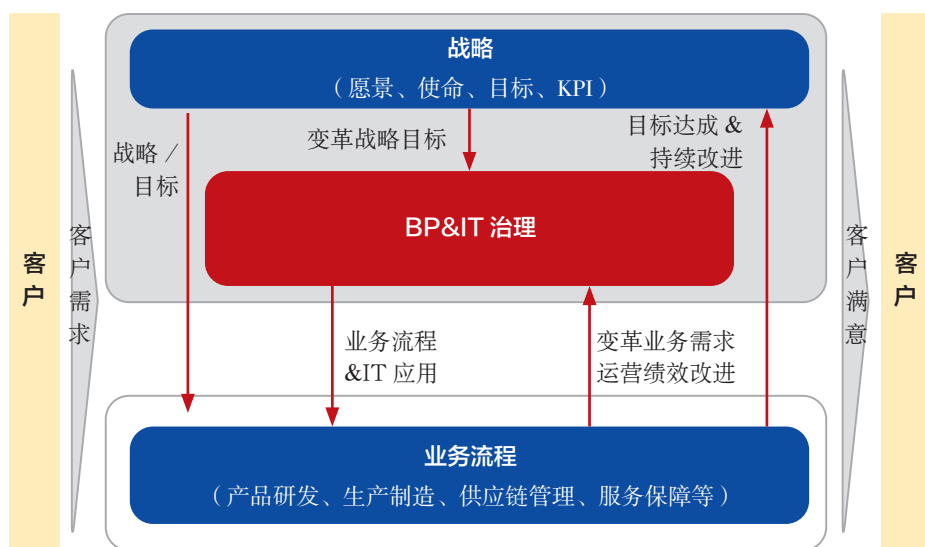 战略
（愿景、使命、目标、KPI）
战略／
目标
变革战略目标
目标达成 &
持续改进
BP&IT 治理
客户
客户需求
客户满意
客户
业务流程
&IT 应用
变革业务需求
运营绩效改进
业务流程
（产品研发、生产制造、供应链管理、服务保障等）